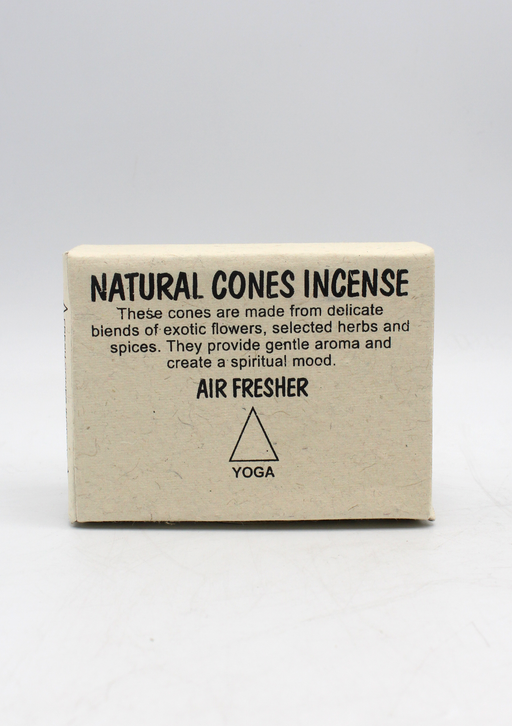 NATURAL CONES INCENSE
These cones are made from delicate
blends of exotic flowers, selected herbs and
spices. They provide gentle aroma and
create a spiritual mood.
AIR FRESHER
YOGA